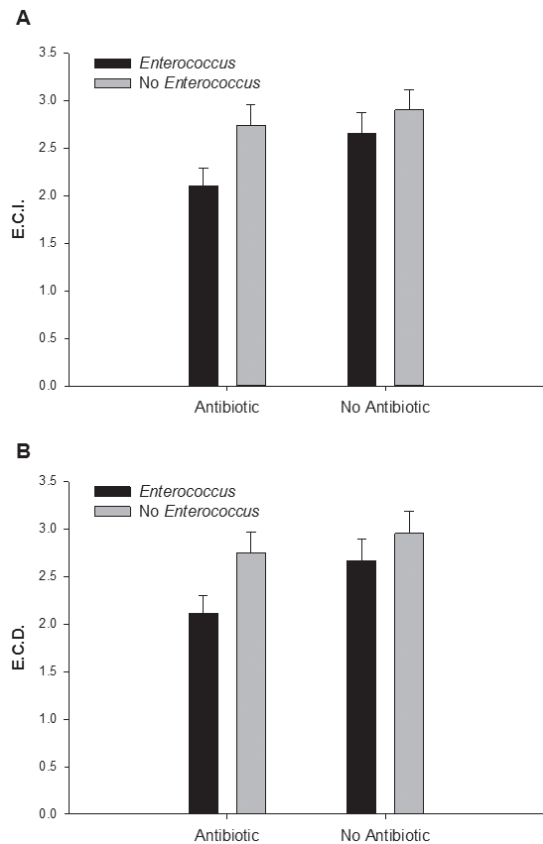 A
3.5
Enterococcus
No Enterococcus
3.0
2.5
2.0
E.C.I.
1.5
1.0
0.5
0.0
Antibiotic No Antibiotic
B
3.5
Enterococcus
No Enterococcus
3.0
2.5
2.0
E.C.D.
1.5
1.0
0.5
0.0
Antibiotic No Antibiotic